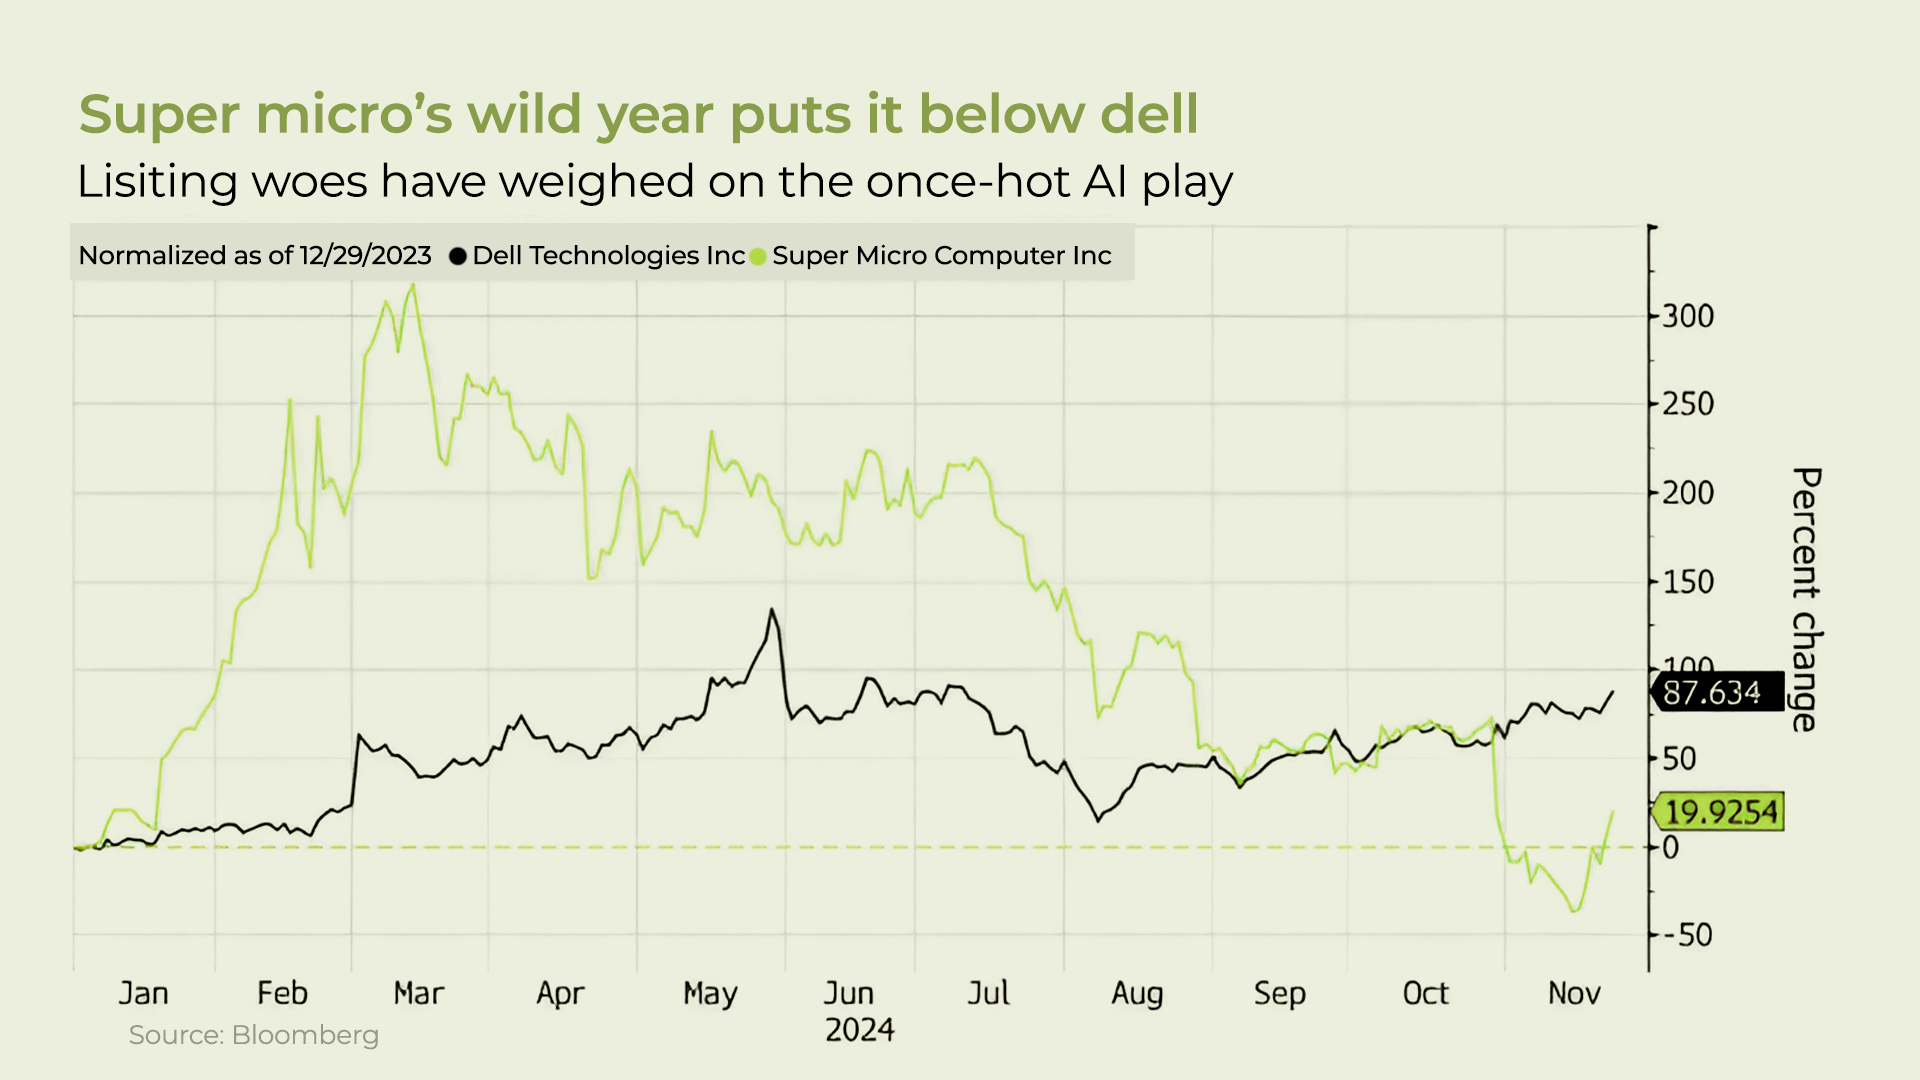 Super micro’s wild year puts it below dell
Lisiting woes have weighed on the once-hot AI play
Normalized as of 12/29/2023 Dell Technologies Inc Super Micro Computer Inc
300
250
200
150
100
87.634
50
19.9254
0
-50
Percent change
Jan Feb Mar Apr May Jun Jul Aug Sep Oct Nov
2024
Source: Bloomberg